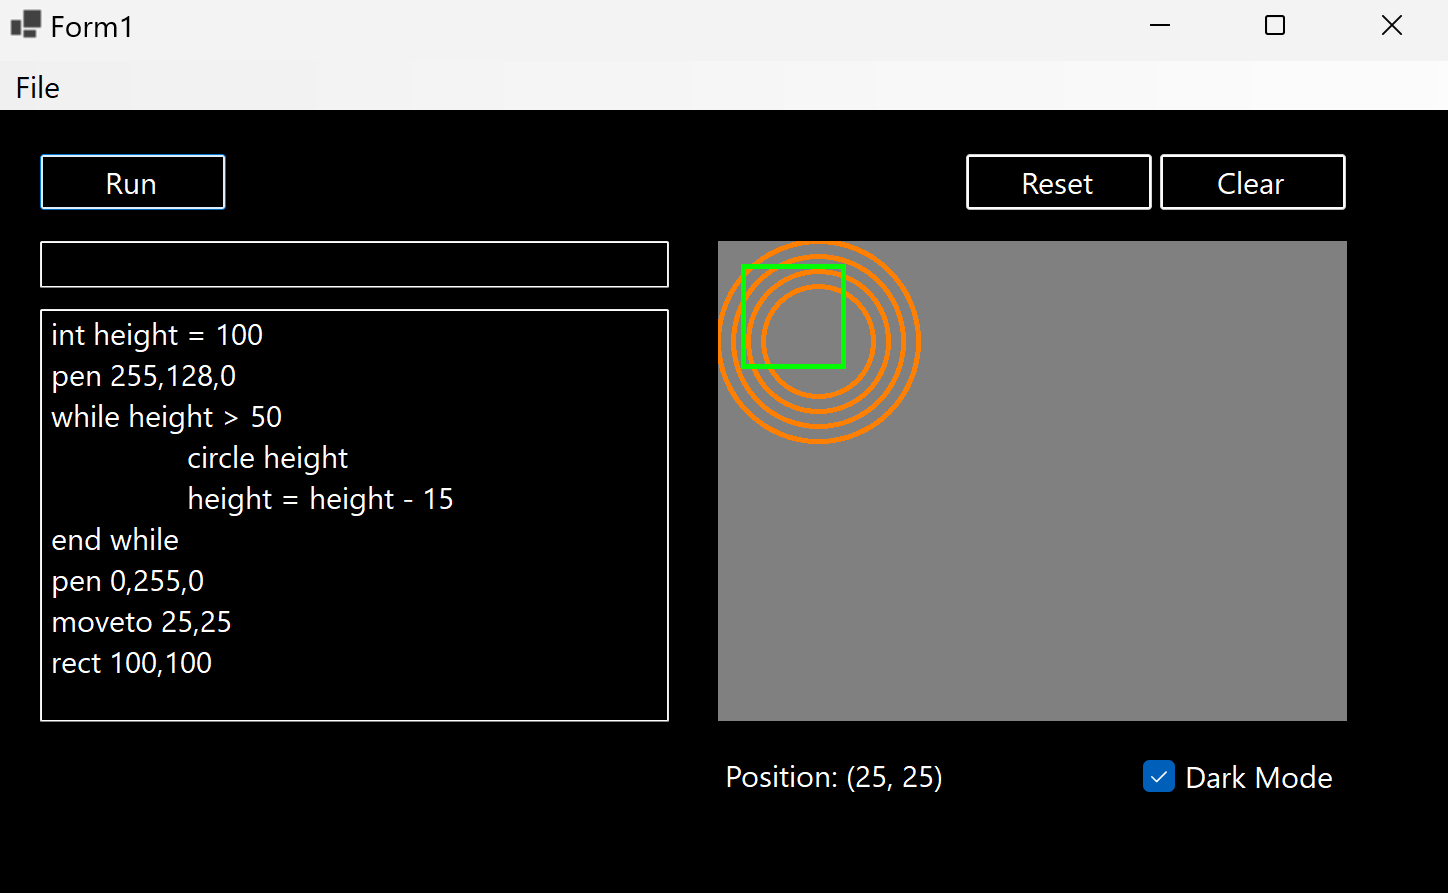 Form1
File
Run
Reset
Clear
int height = 100
pen 255,128,0
while height > 50
circle height
height = height - 15
end while
pen 0,255,0
moveto 25,25
rect 100,100
Position: (25, 25)
Dark Mode